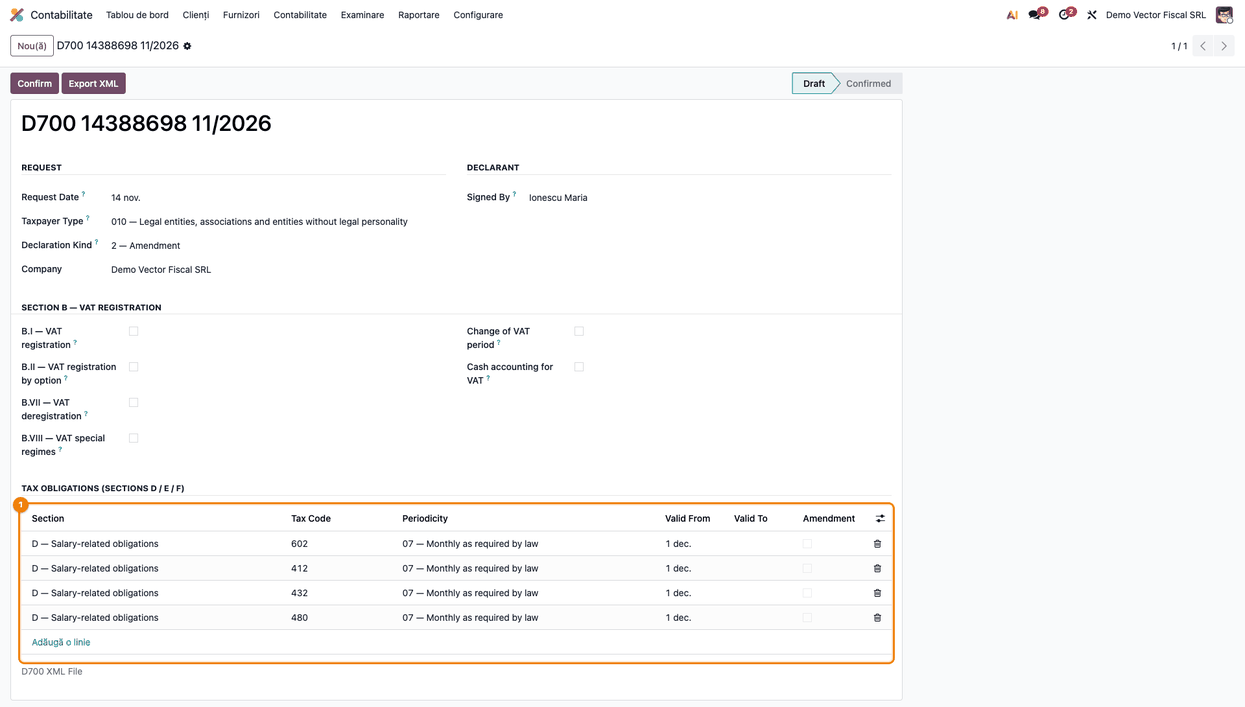 Contabilitate Tablou de bord Clienți Furnizori Contabilitate Examinare Raportare Configurare 8 2 Demo Vector Fiscal SRL
Nou(ă) D700 14388698 11/2026 1 / 1
Confirm Export XML Draft Confirmed
D700 14388698 11/2026
REQUEST
Request Date ? 14 nov.
Taxpayer Type ? 010 — Legal entities, associations and entities without legal personality
Declaration Kind ? 2 — Amendment
Company Demo Vector Fiscal SRL
DECLARANT
Signed By ? Ionescu Maria
SECTION B — VAT REGISTRATION
B.I — VAT
registration ?
B.II — VAT registration
by option ?
B.VII — VAT
deregistration ?
B.VIII — VAT special
regimes ?
Change of VAT
period ?
Cash accounting for
VAT ?
TAX OBLIGATIONS (SECTIONS D / E / F)
1
Section Tax Code Periodicity Valid From Valid To Amendment
D — Salary-related obligations 602 07 — Monthly as required by law 1 dec.
D — Salary-related obligations 412 07 — Monthly as required by law 1 dec.
D — Salary-related obligations 432 07 — Monthly as required by law 1 dec.
D — Salary-related obligations 480 07 — Monthly as required by law 1 dec.
Adăugă o linie
D700 XML File